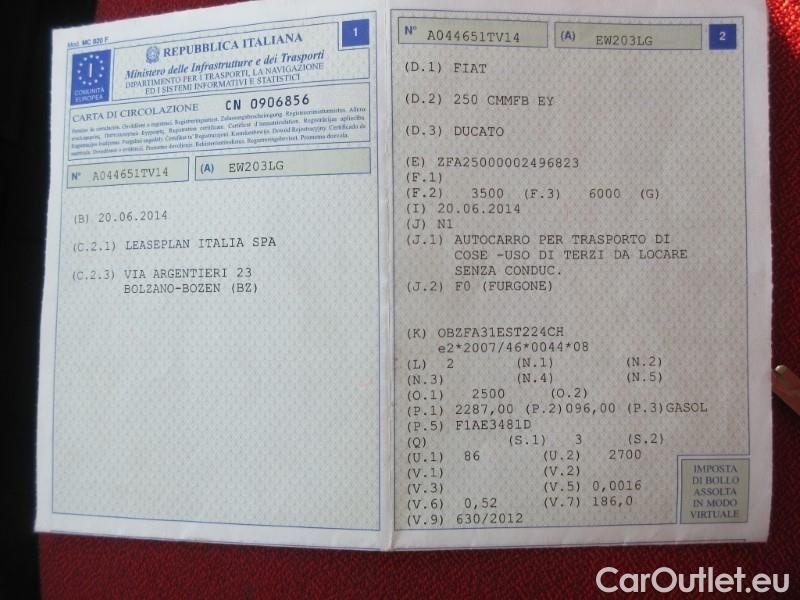 Mod. MC 820 F
REPUBBLICA ITALIANA
1
I
COMUNITÀ
EUROPEA
Ministero delle Infrastrutture e dei Trasporti
DIPARTIMENTO PER I TRASPORTI, LA NAVIGAZIONE
ED I SISTEMI INFORMATIVI E STATISTICI
CARTA DI CIRCOLAZIONE CN 0906856
N° A044651TV14 (A) EW203LG
(B) 20.06.2014
(C.2.1) LEASEPLAN ITALIA SPA
(C.2.3) VIA ARGENTIERI 23
BOLZANO-BOZEN (BZ)
N° A044651TV14 (A) EW203LG 2
(D.1) FIAT
(D.2) 250 CMMFB EY
(D.3) DUCATO
(E) ZFA25000002496823
(F.1)
(F.2) 3500 (F.3) 6000 (G)
(I) 20.06.2014
(J) N1
(J.1) AUTOCARRO PER TRASPORTO DI
COSE -USO DI TERZI DA LOCARE
SENZA CONDUC.
(J.2) F0 (FURGONE)
(K) OBZFA31EST224CH
e2*2007/46*0044*08
(L) 2 (N.1) (N.2)
(N.3) (N.4) (N.5)
(O.1) 2500 (O.2)
(P.1) 2287,00 (P.2)096,00 (P.3)GASOL
(P.5) F1AE3481D
(Q) (S.1) 3 (S.2)
(U.1) 86 (U.2) 2700
(V.1) (V.2)
(V.3) (V.5) 0,0016
(V.6) 0,52 (V.7) 186,0
(V.9) 630/2012
IMPOSTA
DI BOLLO
ASSOLTA
IN MODO
VIRTUALE
CarOutlet.eu